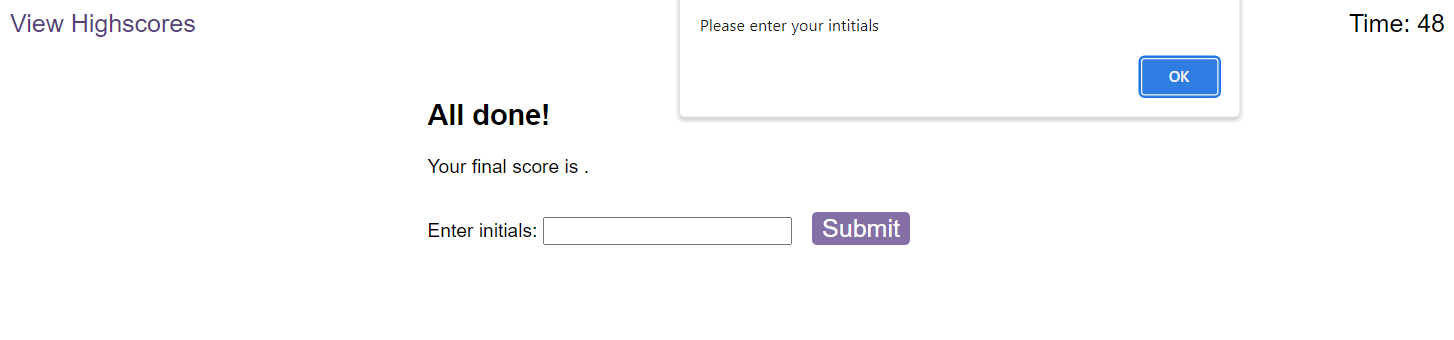 View Highscores
Please enter your intitials
Time: 48
OK
All done!
Your final score is .
Enter initials:
Submit